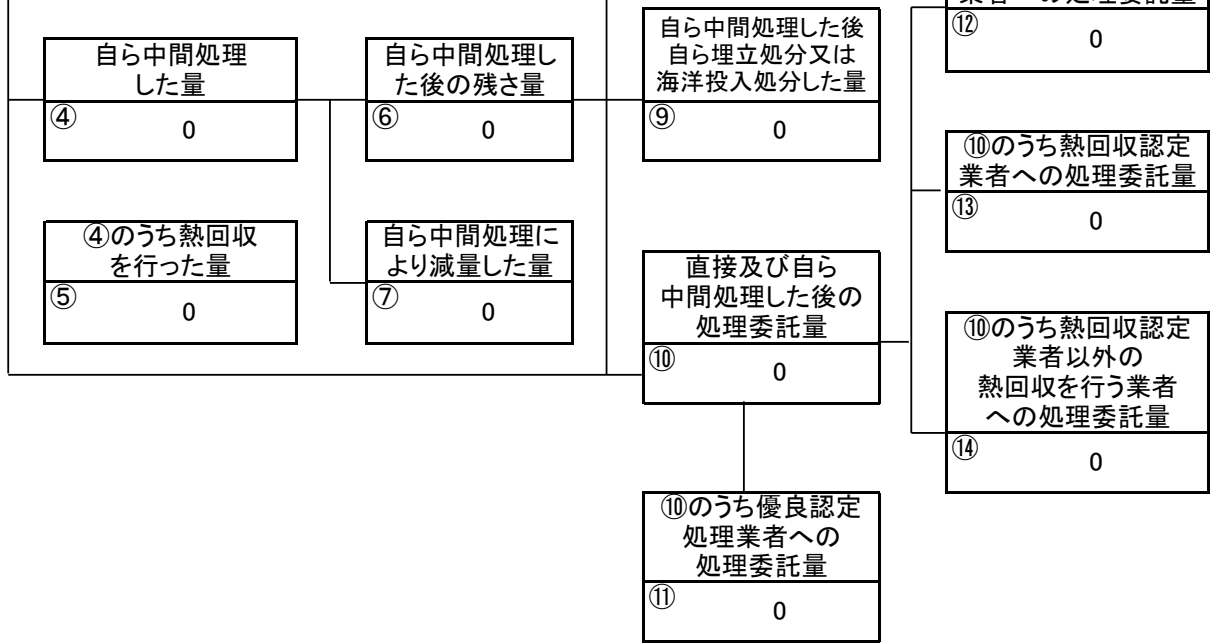 自ら中間処理
した量
④
0
④のうち熱回収
を行った量
⑤
0
自ら中間処理し
た後の残さ量
⑥
0
自ら中間処理に
より減量した量
⑦
0
自ら中間処理した後
自ら埋立処分又は
海洋投入処分した量
⑨
0
直接及び自ら
中間処理した後の
処理委託量
⑩
0
⑩のうち優良認定
処理業者への
処理委託量
⑪
0
業者への処理委託量
⑫
0
⑩のうち熱回収認定
業者への処理委託量
⑬
0
⑩のうち熱回収認定
業者以外の
熱回収を行う業者
への処理委託量
⑭
0